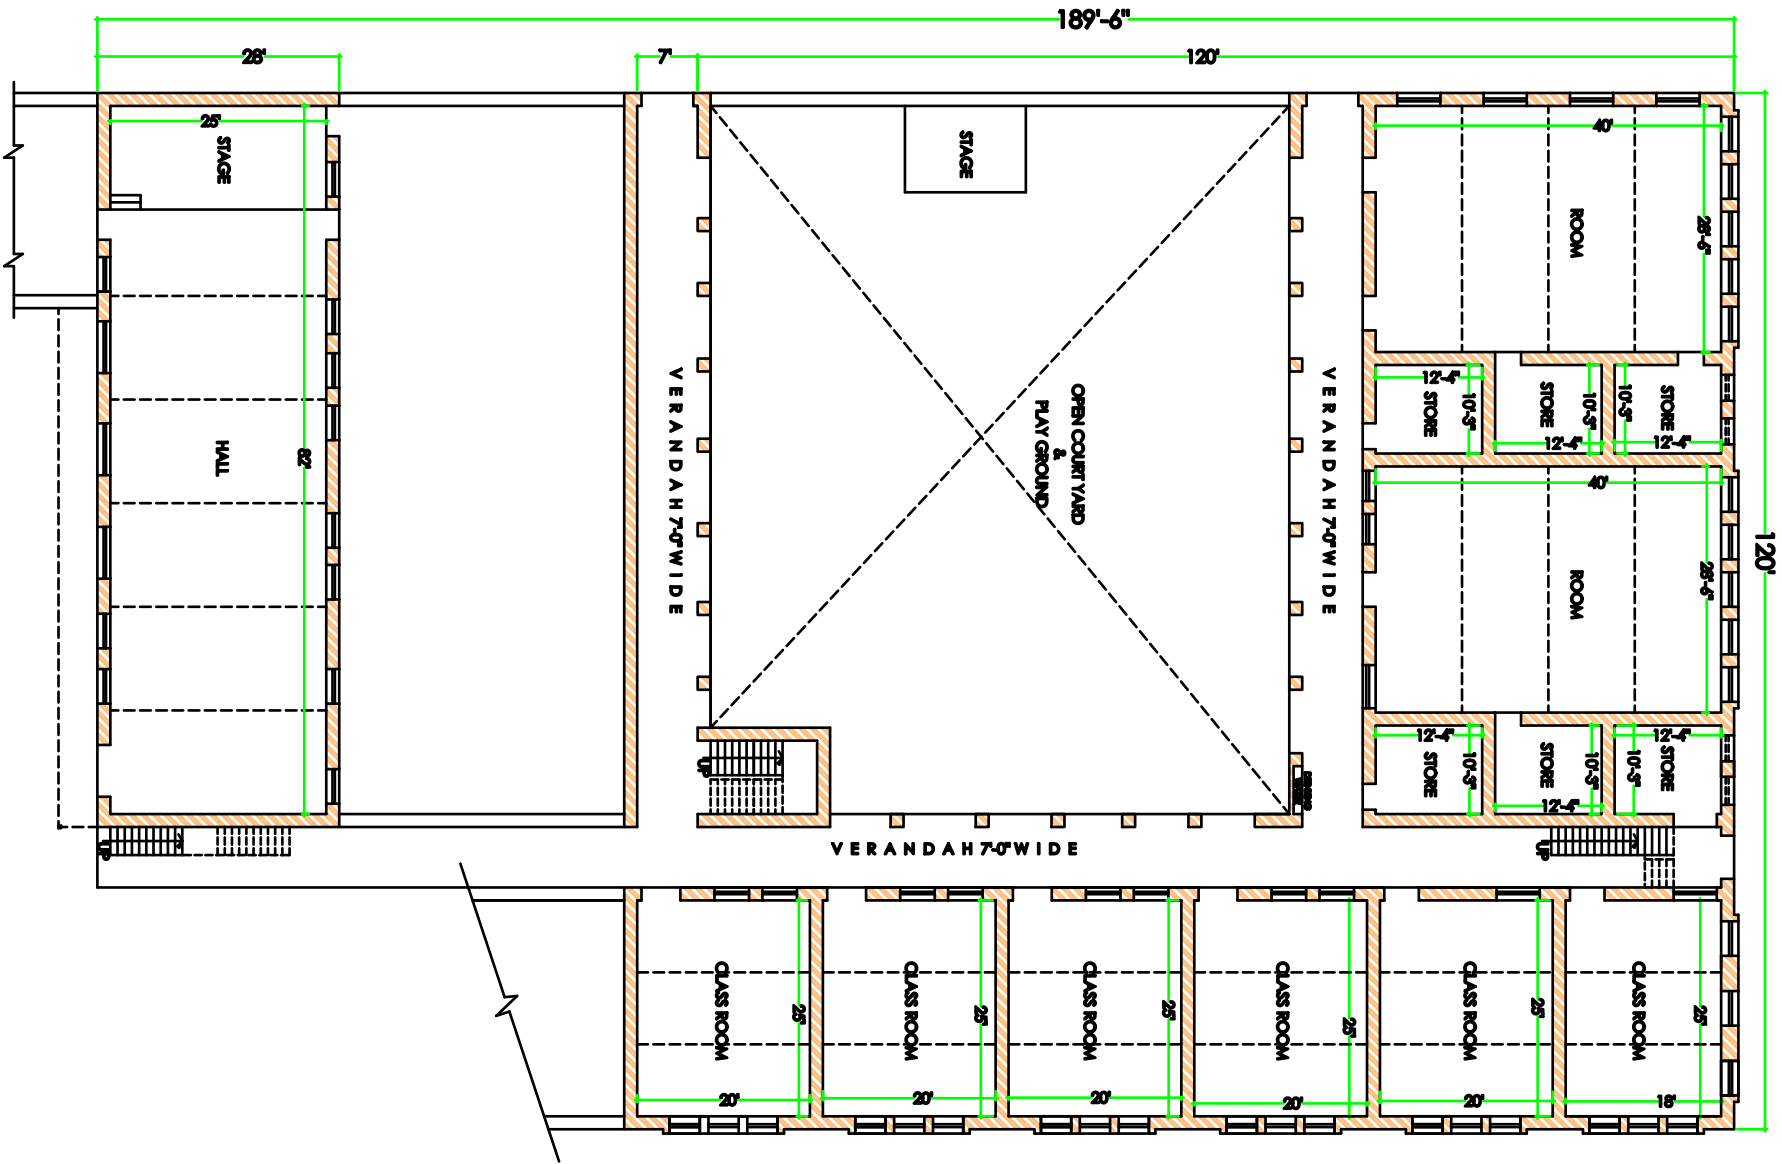 189'-6"
28'
7'
120'
25'
STAGE
STAGE
40'
ROOM
28'-6"
120'
HALL
82'
VERANDAH 7'-0" WIDE
OPEN COURT YARD
&
PLAY GROUND
VERANDAH 7'-0" WIDE
12'-4"
STORE
10'-3"
STORE
10'-3"
12'-4"
10'-3"
STORE
12'-4"
40'
ROOM
28'-6"
12'-4"
STORE
10'-3"
STORE
10'-3"
12'-4"
12'-4"
10'-3"
STORE
UP
UP
UP
VERANDAH 7'-0" WIDE
CLASS ROOM
25'
20'
CLASS ROOM
25'
20'
CLASS ROOM
25'
20'
CLASS ROOM
25'
20'
CLASS ROOM
25'
20'
CLASS ROOM
25'
18'